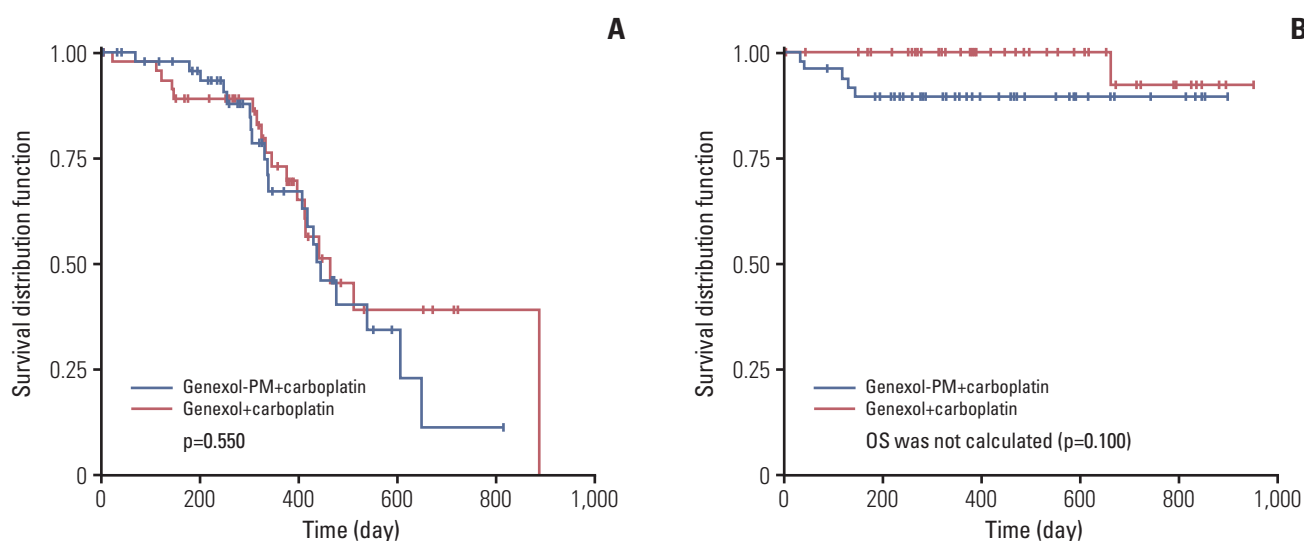 A
1.00
0.75
0.50
0.25
0
Survival distribution function
Genexol-PM+carboplatin
Genexol+carboplatin
p=0.550
0 200 400 600 800 1,000
Time (day)
B
1.00
0.75
0.50
0.25
0
Survival distribution function
Genexol-PM+carboplatin
Genexol+carboplatin
OS was not calculated (p=0.100)
0 200 400 600 800 1,000
Time (day)